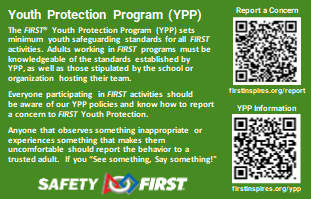 Youth Protection Program (YPP)
The FIRST® Youth Protection Program (YPP) sets
minimum youth safeguarding standards for all FIRST
activities. Adults working in FIRST programs must be
knowledgeable of the standards established by
YPP, as well as those stipulated by the school or
organization hosting their team.
Everyone participating in FIRST activities should
be aware of our YPP policies and know how to report
a concern to FIRST Youth Protection.
Anyone that observes something inappropriate or
experiences something that makes them
uncomfortable should report the behavior to a
trusted adult. If you "See something, Say something!"
SAFETY FIRST
Report a Concern
firstinspires.org/report
YPP Information
firstinspires.org/ypp